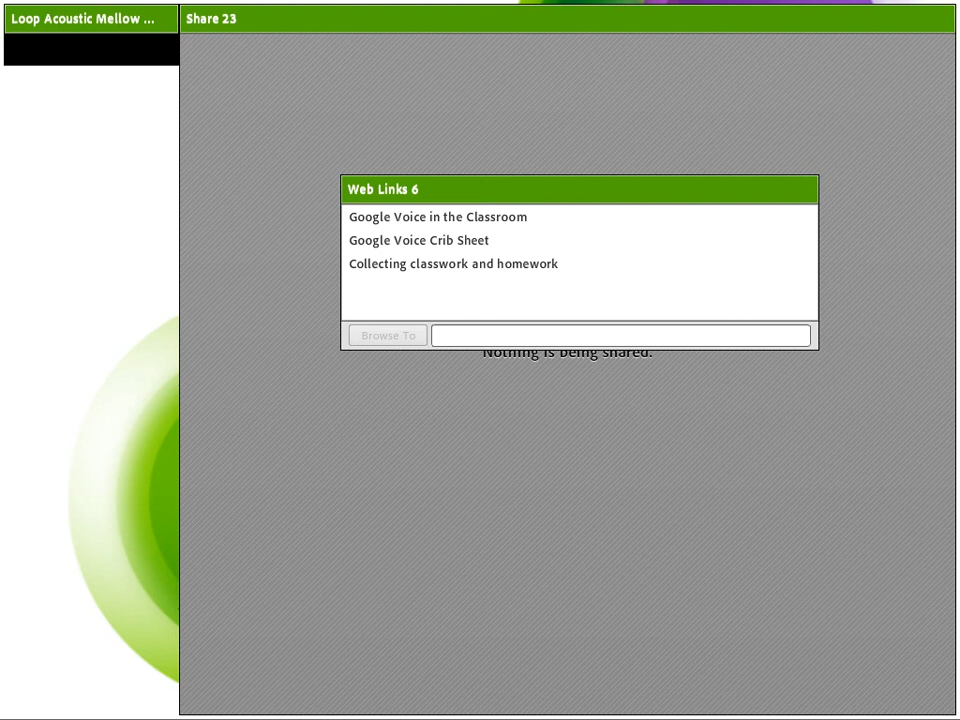 Loop Acoustic Mellow ...
Share 23
Web Links 6
Google Voice in the Classroom
Google Voice Crib Sheet
Collecting classwork and homework
Browse To
Nothing is being shared.